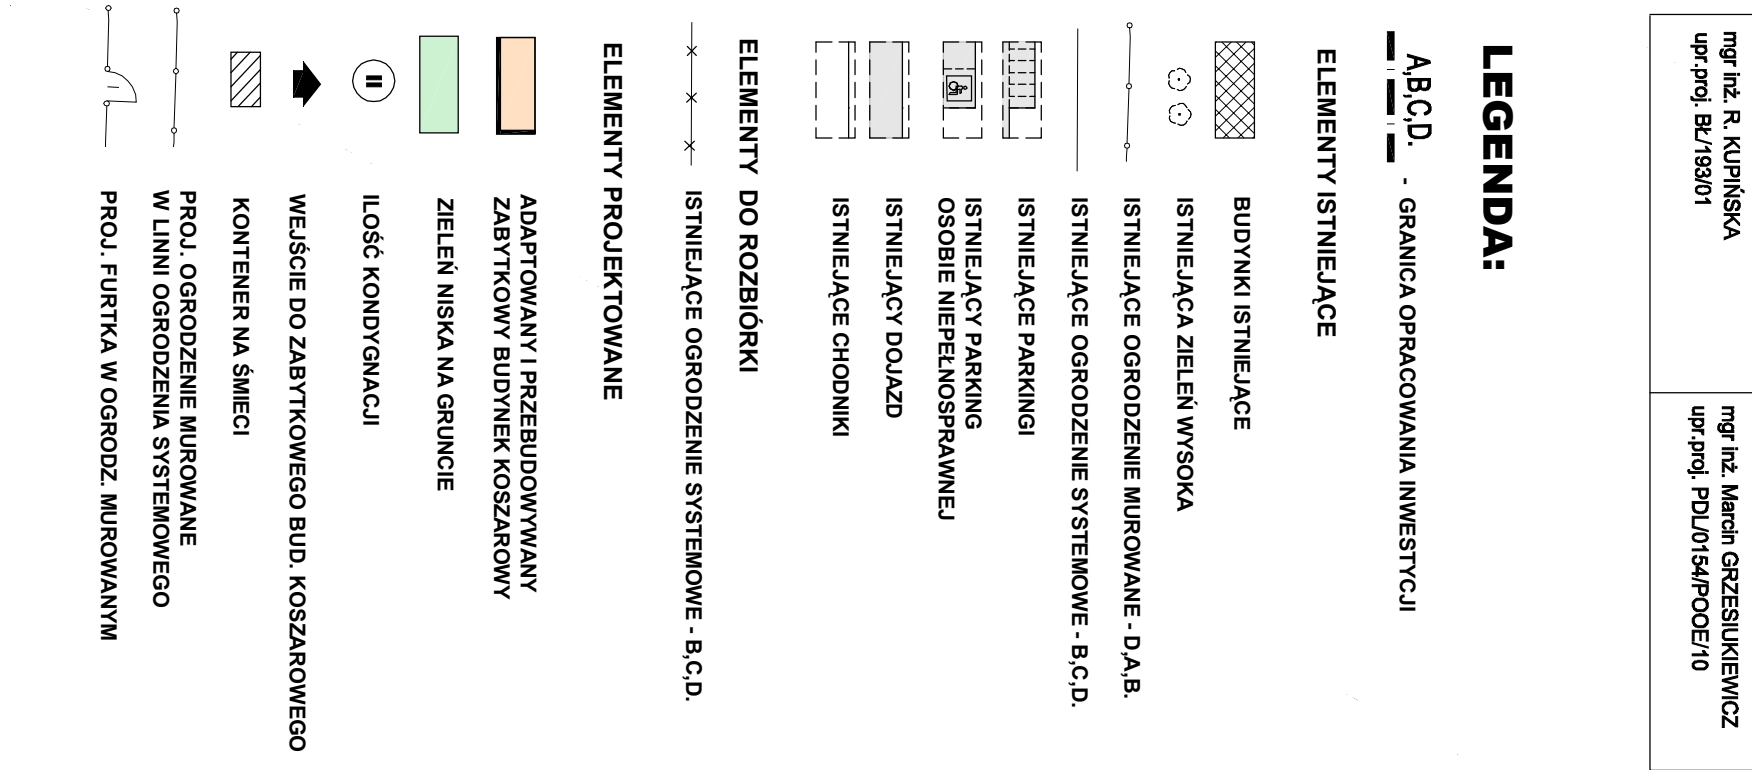 mgr inż. R. KUPIŃSKA
upr.proj. BŁ/193/01
mgr inż. Marcin GRZESIUKIEWICZ
upr.proj. PDL/0154/POOE/10
LEGENDA:
A,B,C,D. - GRANICA OPRACOWANIA INWESTYCJI
ELEMENTY ISTNIEJĄCE
BUDYNKI ISTNIEJĄCE
ISTNIEJĄCA ZIELEŃ WYSOKA
ISTNIEJĄCE OGRODZENIE MUROWANE - D,A,B.
ISTNIEJĄCE OGRODZENIE SYSTEMOWE - B,C,D.
ISTNIEJĄCE PARKINGI
ISTNIEJĄCY PARKING
OSOBIE NIEPEŁNOSPRAWNEJ
ISTNIEJĄCY DOJAZD
ISTNIEJĄCE CHODNIKI
ELEMENTY DO ROZBIÓRKI
ISTNIEJĄCE OGRODZENIE SYSTEMOWE - B,C,D.
ELEMENTY PROJEKTOWANE
ADAPTOWANY I PRZEBUDOWYWANY
ZABYTKOWY BUDYNEK KOSZAROWY
ZIELEŃ NISKA NA GRUNCIE
II ILOŚĆ KONDYGNACJI
WEJŚCIE DO ZABYTKOWEGO BUD. KOSZAROWEGO
KONTENER NA ŚMIECI
PROJ. OGRODZENIE MUROWANE
W LINNI OGRODZENIA SYSTEMOWEGO
PROJ. FURTKA W OGRODZ. MUROWANYM